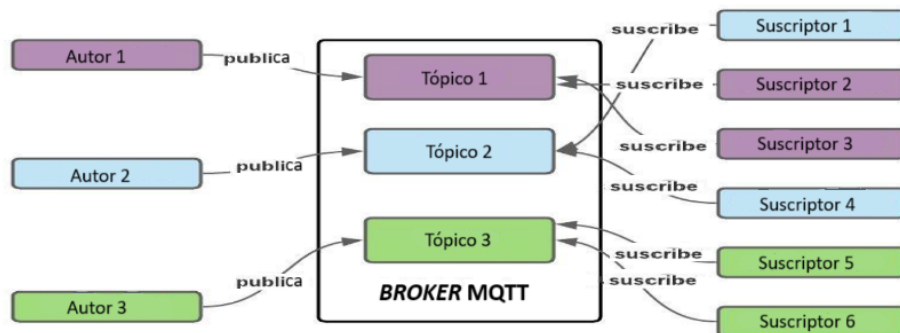 suscribe
Suscriptor 1
Autor 1
publica
Tópico 1
suscribe
Suscriptor 2
suscribe
Suscriptor 3
Autor 2
publica
Tópico 2
suscribe
Suscriptor 4
Tópico 3
suscribe
Suscriptor 5
Autor 3
publica
BROKER MQTT
suscribe
Suscriptor 6